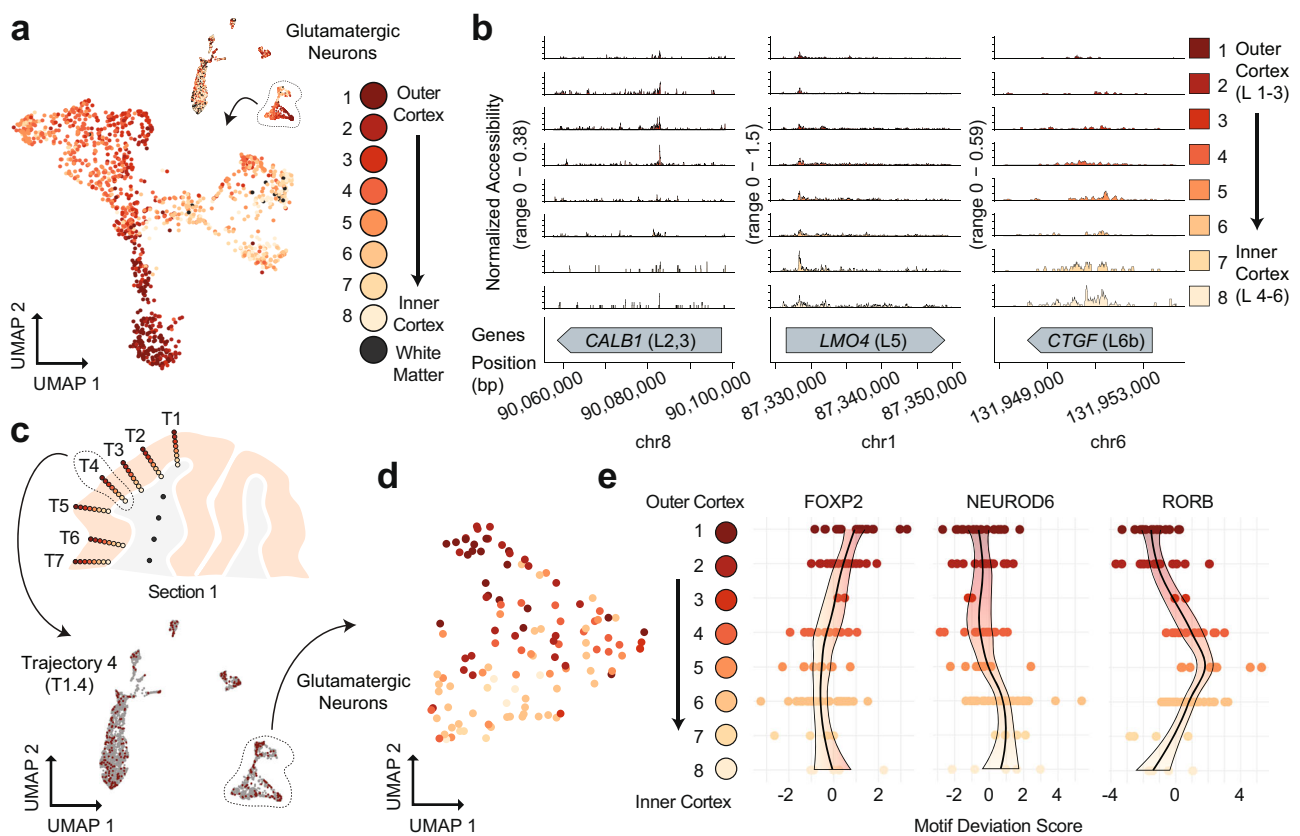 a
Glutamatergic
Neurons
1
Outer
Cortex
2
3
4
5
6
7
8
Inner
Cortex
White
Matter
UMAP 2
UMAP 1
b
Normalized Accessibility
(range 0 – 0.38)
(range 0 – 1.5)
(range 0 – 0.59)
1 Outer
Cortex
2 (L 1-3)
3
4
5
6
7 Inner
Cortex
8 (L 4-6)
Genes
CALB1 (L2,3)
LMO4 (L5)
CTGF (L6b)
Position
(bp)
90,060,000
90,080,000
90,100,000
87,330,000
87,340,000
87,350,000
131,949,000
131,953,000
chr8
chr1
chr6
c
T1
T2
T3
T4
T5
T6
T7
Section 1
Trajectory 4
(T1.4)
Glutamatergic
Neurons
UMAP 2
UMAP 1
d
UMAP 2
UMAP 1
e
Outer Cortex
FOXP2
NEUROD6
RORB
1
2
3
4
5
6
7
8
Inner Cortex
-2 0 2
-2 0 2 4
-4 0 4
Motif Deviation Score